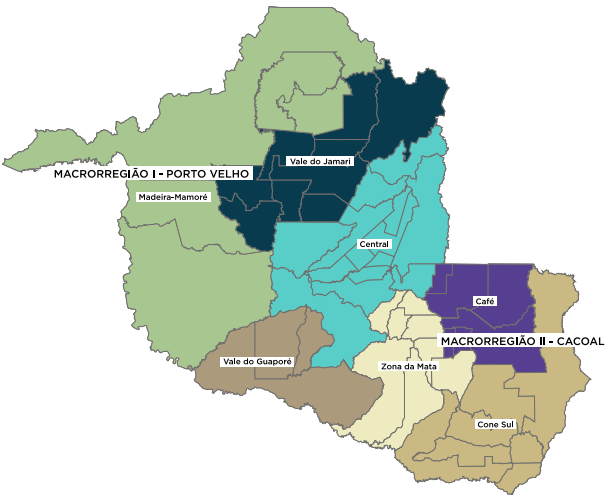 Vale do Jamari
MACRORREGIÃO I - PORTO VELHO
Madeira-Mamoré
Central
Café
MACRORREGIÃO II - CACOAL
Vale do Guaporé
Zona da Mata
Cone Sul